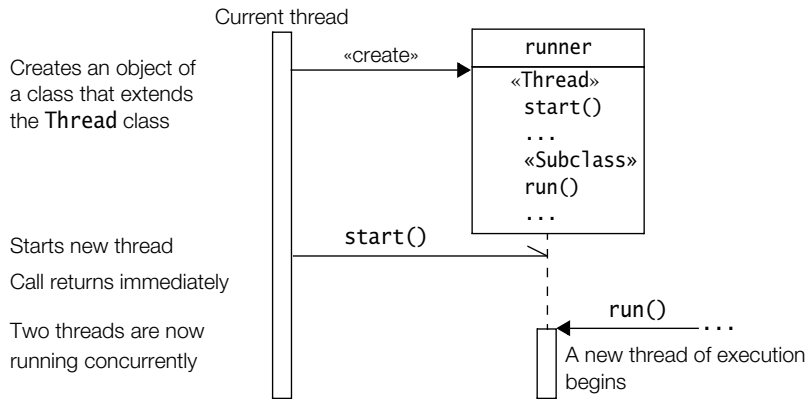 Current thread
«create»
runner
Creates an object of
a class that extends
the Thread class
«Thread»
start()
...
«Subclass»
run()
...
Starts new thread
start()
Call returns immediately
Two threads are now
running concurrently
run()
...
A new thread of execution
begins